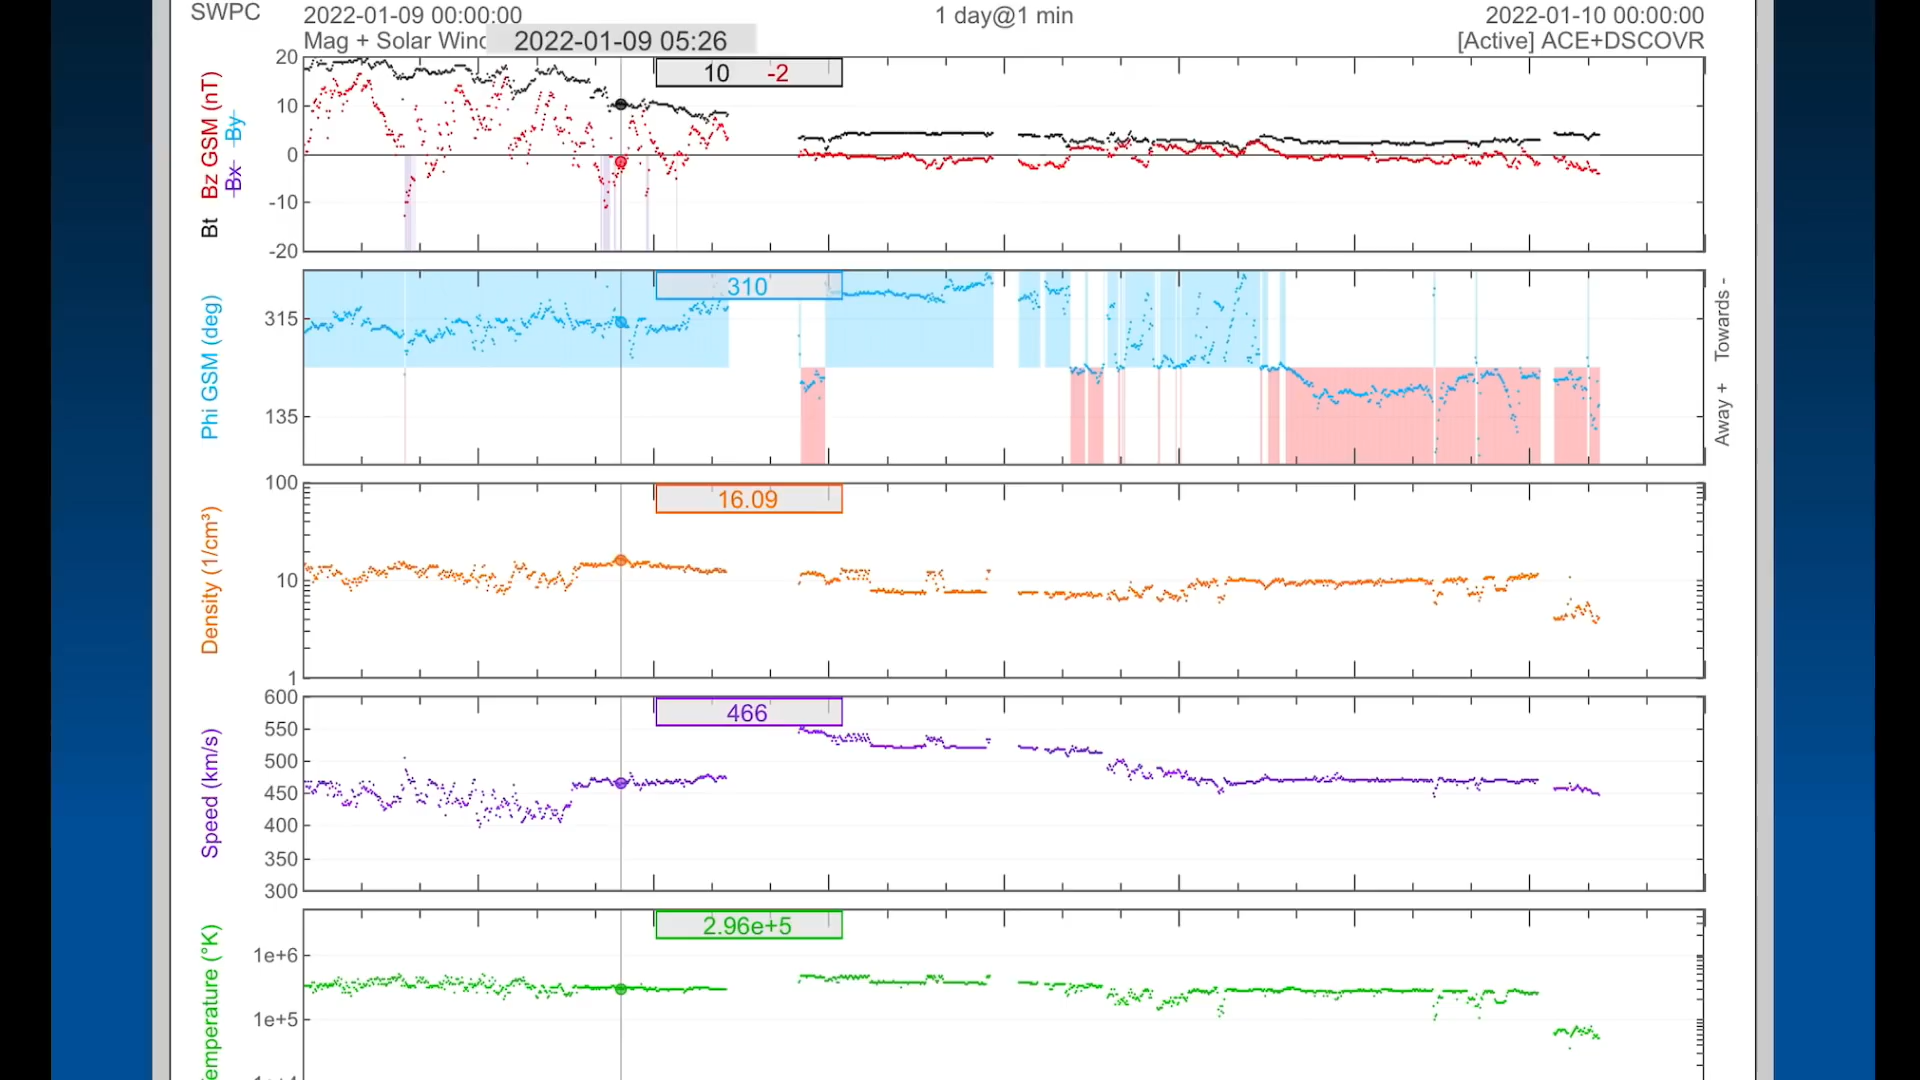 SWPC
2022-01-09 00:00:00
1 day@1 min
2022-01-10 00:00:00
Mag + Solar Wind
2022-01-09 05:26
[Active] ACE+DSCOVR
Bt Bz GSM (nT)
Bx By
20
10
0
-10
-20
10 -2
Phi GSM (deg)
315
135
310
Away + Towards -
Density (1/cm³)
100
10
1
16.09
Speed (km/s)
600
550
500
450
400
350
300
466
Temperature (°K)
1e+6
1e+5
2.96e+5